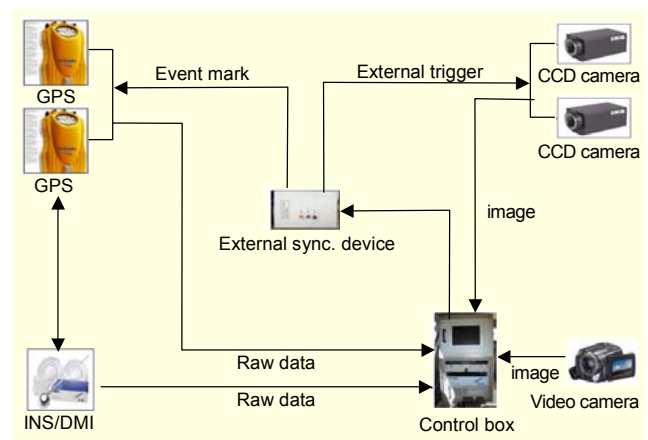 Event mark
External trigger
GPS
CCD camera
GPS
CCD camera
image
External sync. device
Raw data
image
Raw data
INS/DMI
Control box
Video camera